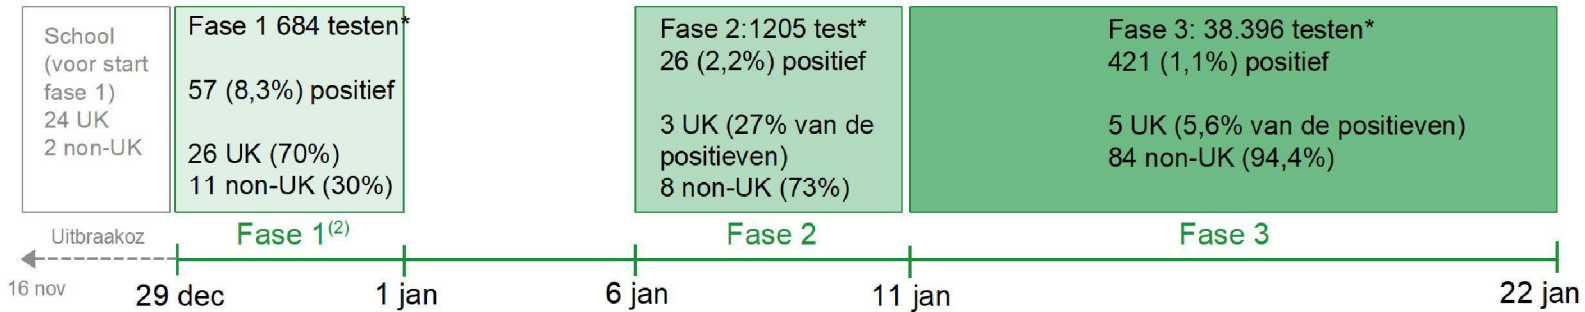 School
(voor start
fase 1)
24 UK
2 non-UK
Fase 1 684 testen*
57 (8,3%) positief
26 UK (70%)
11 non-UK (30%)
Fase 2:1205 test*
26 (2,2%) positief
3 UK (27% van de
positieven)
8 non-UK (73%)
Fase 3: 38.396 testen*
421 (1,1%) positief
5 UK (5,6% van de positieven)
84 non-UK (94,4%)
Uitbraakoz
Fase 1(2)
Fase 2
Fase 3
16 nov
29 dec
1 jan
6 jan
11 jan
22 jan